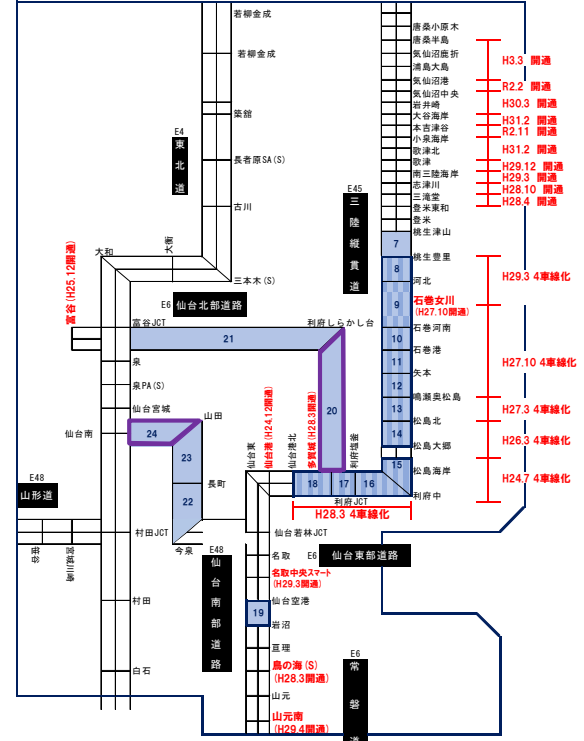 若柳金成
若柳金成
築舘
E4
東北道
長者原SA(S)
古川
大和
大衡
三本木(S)
富谷(H25.12開通)
E6 仙台北部道路
富谷JCT
利府しらかし台
21
泉
泉PA(S)
仙台宮城
山田
仙台南
24
23
22
長町
今泉
E48
山形道
笹谷
宮城川崎
村田JCT
村田
白石
E48
仙台南部道路
仙台東
仙台港(H24.12開通)
仙台港北
多賀城(H28.3開通)
利府塩釜
20
18
17
16
15
利府JCT
H28.3 4車線化
仙台若林JCT
名取
E6 仙台東部道路
名取中央スマート
(H29.3開通)
仙台空港
19
岩沼
亘理
鳥の海(S)
(H28.3開通)
山元
山元南
(H29.4開通)
E6
常磐道
E45
三陸縦貫道
唐桑小原木
唐桑半島
気仙沼鹿折
浦島大島
気仙沼港
気仙沼中央
岩井崎
大谷海岸
本吉津谷
小泉海岸
歌津北
歌津
南三陸海岸
志津川
三滝堂
登米東和
登米
桃生津山
7
桃生豊里
8
河北
9
石巻女川
(H27.10開通)
石巻河南
10
石巻港
11
矢本
12
鳴瀬奥松島
13
松島北
14
松島大郷
松島海岸
利府中
H3.3 開通
R2.2 開通
H30.3 開通
H31.2 開通
R2.11 開通
H31.2 開通
H29.12 開通
H29.3 開通
H28.10 開通
H28.4 開通
H29.3 4車線化
H27.10 4車線化
H27.3 4車線化
H26.3 4車線化
H24.7 4車線化